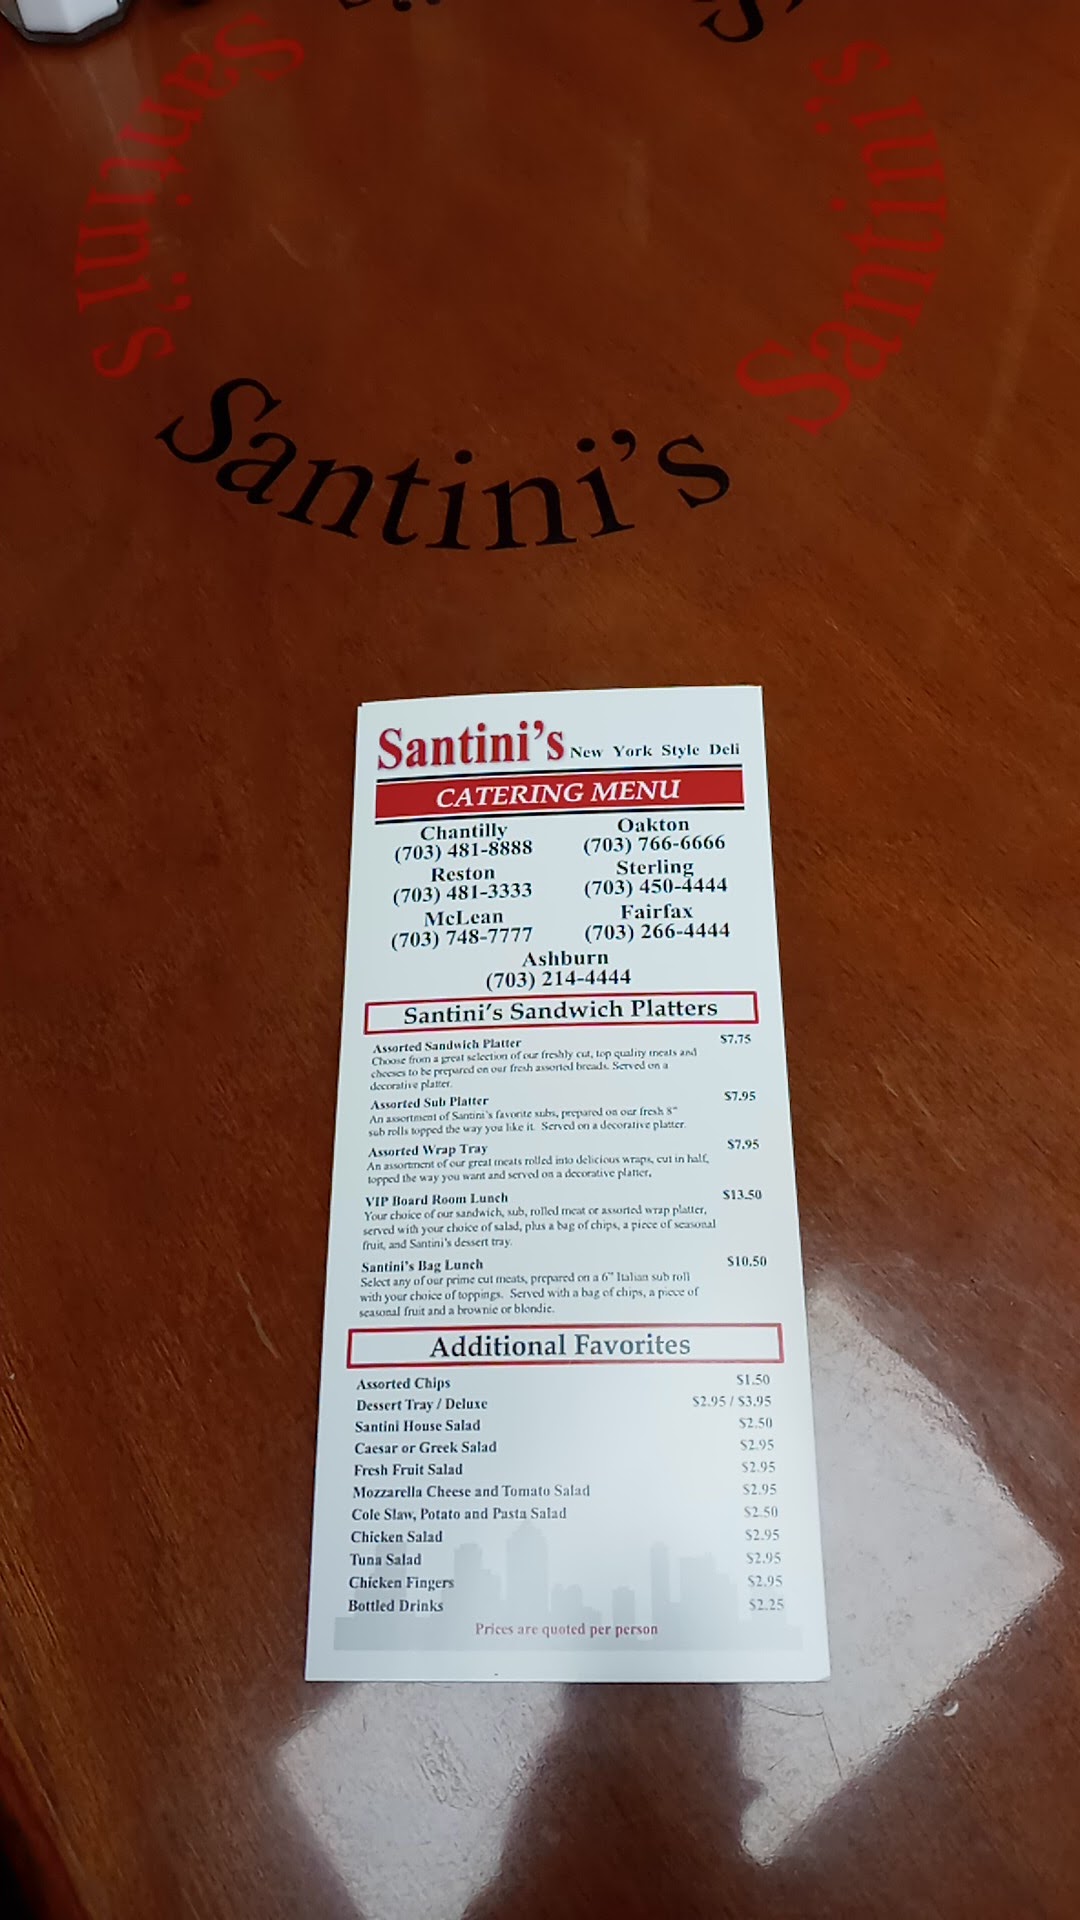 Santini's
Santini's
Santini's
Santini's New York Style Deli
CATERING MENU
Chantilly
(703) 481-8888
Oakton
(703) 766-6666
Reston
(703) 481-3333
Sterling
(703) 450-4444
McLean
(703) 748-7777
Fairfax
(703) 266-4444
Ashburn
(703) 214-4444
Santini's Sandwich Platters
Assorted Sandwich Platter $7.75
Choose from a great selection of our freshly cut, top quality meats and
cheeses to be prepared on our fresh assorted breads. Served on a
decorative platter.
Assorted Sub Platter $7.95
An assortment of Santini's favorite subs, prepared on our fresh 8"
sub rolls topped the way you like it. Served on a decorative platter.
Assorted Wrap Tray $7.95
An assortment of our great meats rolled into delicious wraps, cut in half,
topped the way you want and served on a decorative platter.
VIP Board Room Lunch $13.50
Your choice of our sandwich, sub, rolled meat or assorted wrap platter,
served with your choice of salad, plus a bag of chips, a piece of seasonal
fruit, and Santini's dessert tray.
Santini's Bag Lunch $10.50
Select any of our prime cut meats, prepared on a 6" Italian sub roll
with your choice of toppings. Served with a bag of chips, a piece of
seasonal fruit and a brownie or blondie.
Additional Favorites
Assorted Chips $1.50
Dessert Tray / Deluxe $2.95 / $3.95
Santini House Salad $2.50
Caesar or Greek Salad $2.95
Fresh Fruit Salad $2.95
Mozzarella Cheese and Tomato Salad $2.95
Cole Slaw, Potato and Pasta Salad $2.50
Chicken Salad $2.95
Tuna Salad $2.95
Chicken Fingers $2.95
Bottled Drinks $2.25
Prices are quoted per person